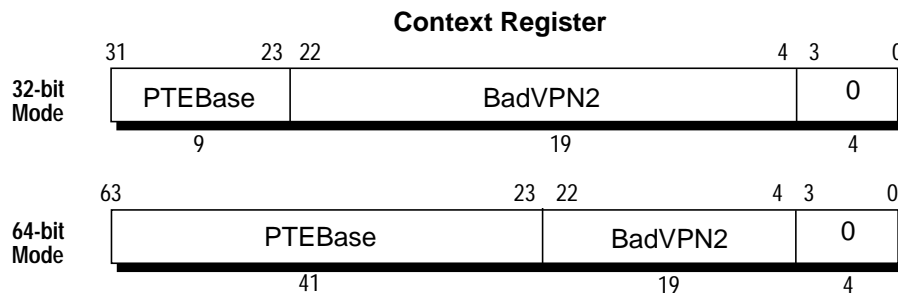 Context Register
31 23 22 4 3 0
32-bit
Mode
PTEBase BadVPN2 0
9 19 4
63 23 22 4 3 0
64-bit
Mode
PTEBase BadVPN2 0
41 19 4